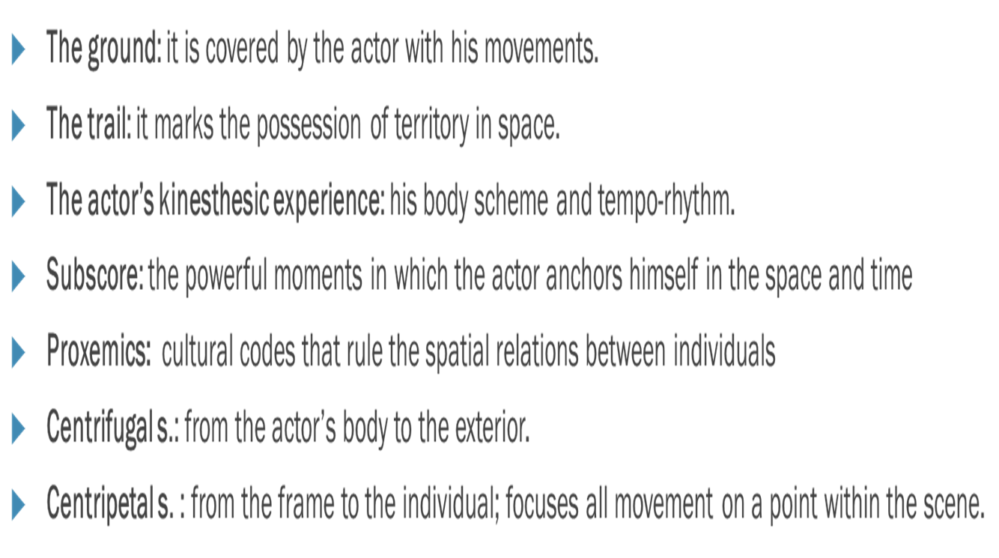 The ground: it is covered by the actor with his movements.
The trail: it marks the possession of territory in space.
The actor’s kinesthesic experience: his body scheme and tempo-rhythm.
Subscore: the powerful moments in which the actor anchors himself in the space and time
Proxemics: cultural codes that rule the spatial relations between individuals
Centrifugal s.: from the actor’s body to the exterior.
Centripetal s. : from the frame to the individual; focuses all movement on a point within the scene.